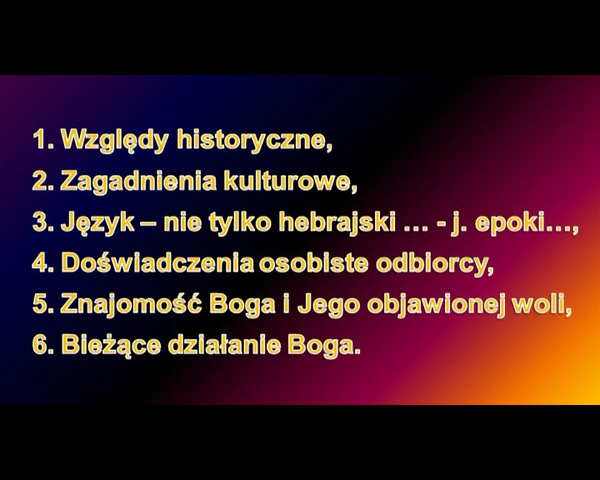 1. Względy historyczne,
2. Zagadnienia kulturowe,
3. Język – nie tylko hebrajski … - j. epoki…,
4. Doświadczenia osobiste odbiorcy,
5. Znajomość Boga i Jego objawionej woli,
6. Bieżące działanie Boga.